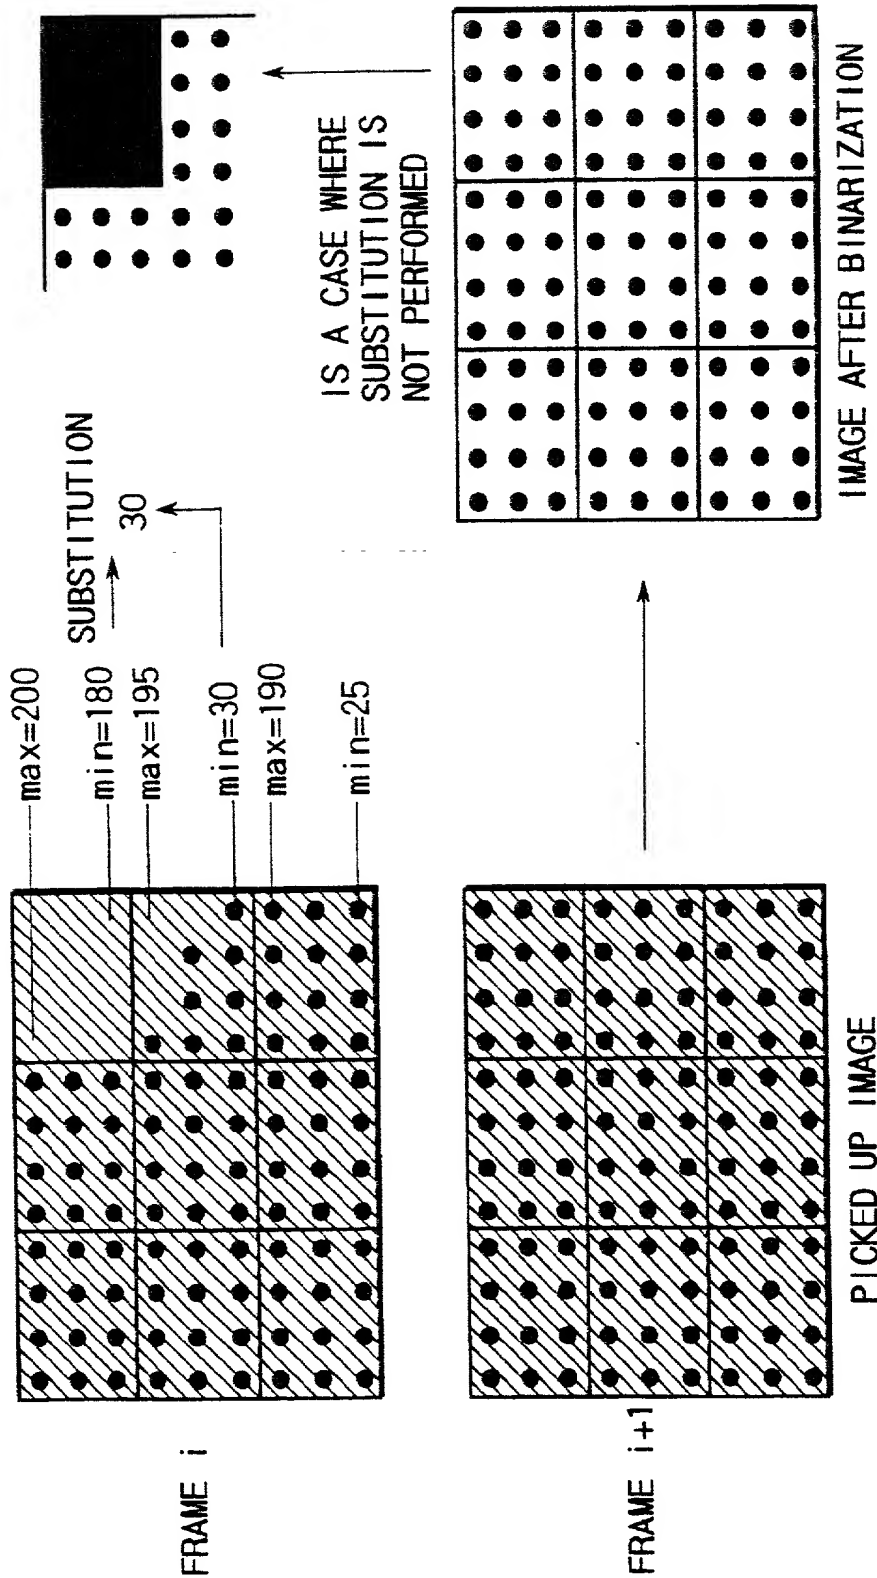 FRAME i
max=200
min=180
max=195
min=30
max=190
min=25
SUBSTITUTION
30
FRAME i+1
PICKED UP IMAGE
IS A CASE WHERE
SUBSTITUTION IS
NOT PERFORMED
IMAGE AFTER BINARIZATION